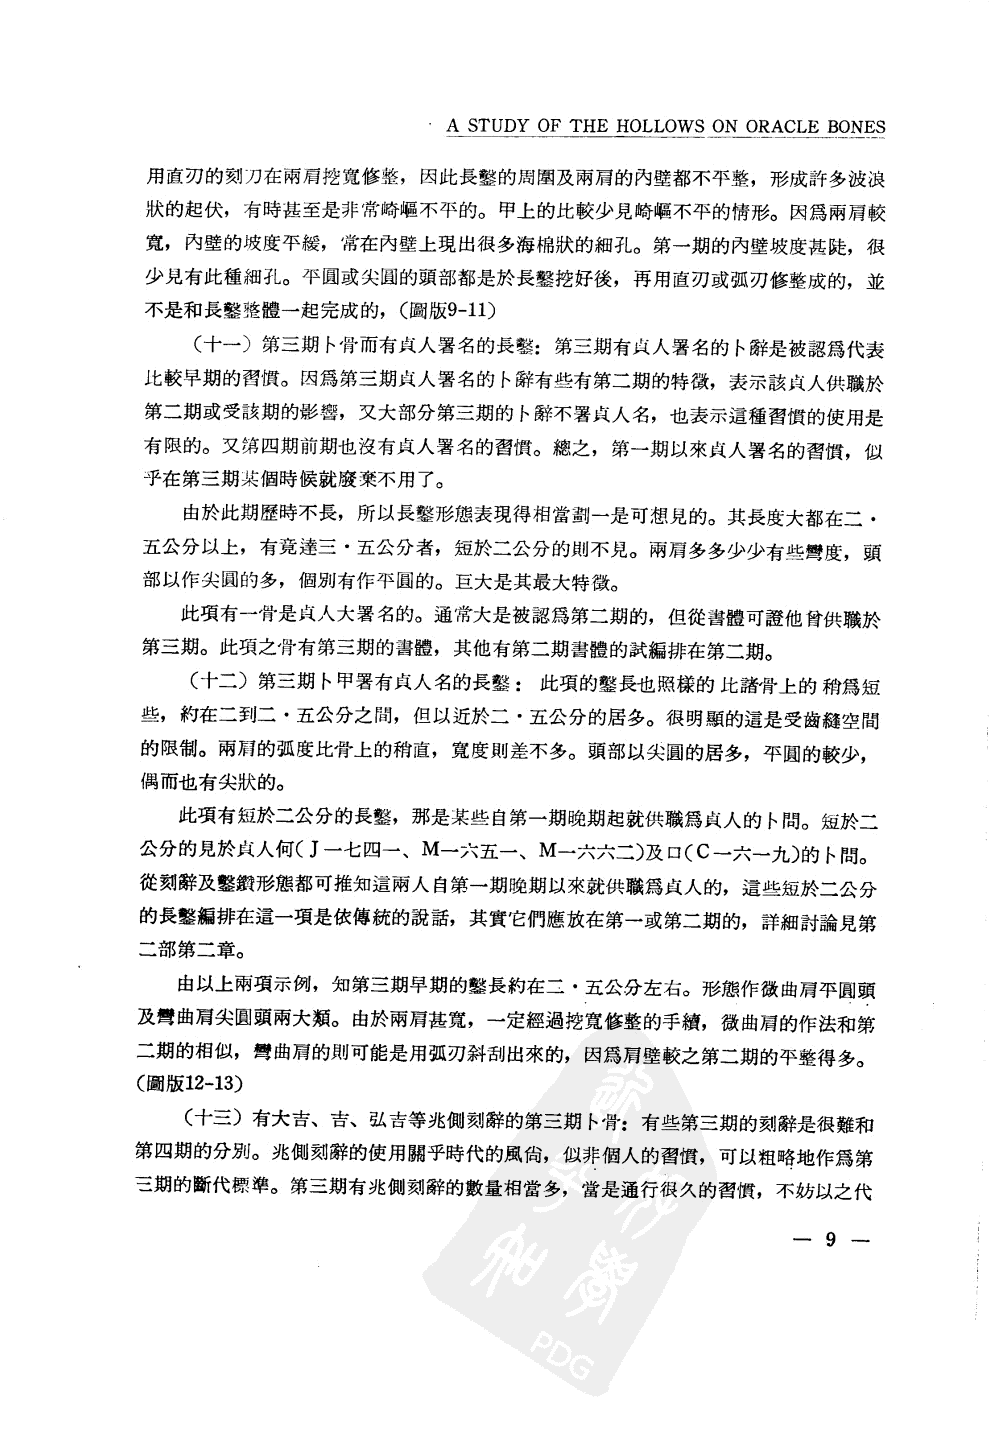 A STUDY OF THE HOLLOWS ON ORACLE BONES
用直刃的刻刀在兩肩挖寬修整，因此長鑿的周圍及兩肩的內壁都不平整，形成許多波浪
狀的起伏，有時甚至是非常崎嶇不平的。甲上的比較少見崎嶇不平的情形。因爲兩肩較
寬，內壁的坡度平緩，常在內壁上現出很多海棉狀的細孔。第一期的內壁坡度甚陡，很
少見有此種細孔。平圓或尖圓的頭部都是於長鑿挖好後，再用直刃或弧刃修整成的，並
不是和長鑿整體一起完成的，（圖版9-11）
（十一）第三期卜骨而有貞人署名的長鑿：第三期有貞人署名的卜辭是被認爲代表
比較早期的習慣。因爲第三期貞人署名的卜辭有些有第二期的特徵，表示該貞人供職於
第二期或受該期的影響，又大部分第三期的卜辭不署貞人名，也表示這種習慣的使用是
有限的。又第四期前期也沒有貞人署名的習慣。總之，第一期以來貞人署名的習慣，似
乎在第三期某個時候就廢棄不用了。
由於此期歷時不長，所以長鑿形態表現得相當劃一是可想見的。其長度大都在二・
五公分以上，有竟達三・五公分者，短於二公分的則不見。兩肩多多少少有些彎度，頭
部以作尖圓的多，個別有作平圓的。巨大是其最大特徵。
此項有一骨是貞人大署名的。通常大是被認爲第二期的，但從書體可證他曾供職於
第三期。此項之骨有第三期的書體，其他有第二期書體的試編排在第二期。
（十二）第三期卜甲署有貞人名的長鑿： 此項的鑿長也照樣的 比諸骨上的 稍爲短
些，約在二到二・五公分之間，但以近於二・五公分的居多。很明顯的這是受齒縫空間
的限制。兩肩的弧度比骨上的稍直，寬度則差不多。頭部以尖圓的居多，平圓的較少，
偶而也有尖狀的。
此項有短於二公分的長鑿，那是某些自第一期晚期起就供職爲貞人的卜問。短於二
公分的見於貞人何（J一七四一、M一六五一、M一六六二）及口（C一六一九）的卜問。
從刻辭及鑿鑽形態都可推知這兩人自第一期晚期以來就供職爲貞人的，這些短於二公分
的長鑿編排在這一項是依傳統的說話，其實它們應放在第一或第二期的，詳細討論見第
二部第二章。
由以上兩項示例，知第三期早期的鑿長約在二・五公分左右。形態作微曲肩平圓頭
及彎曲肩尖圓頭兩大類。由於兩肩甚寬，一定經過挖寬修整的手續，微曲肩的作法和第
二期的相似，彎曲肩的則可能是用弧刃斜刮出來的，因爲肩壁較之第二期的平整得多。
（圖版12-13）
（十三）有大吉、吉、弘吉等兆側刻辭的第三期卜骨：有些第三期的刻辭是很難和
第四期的分別。兆側刻辭的使用關乎時代的風尙，似非個人的習慣，可以粗略地作爲第
三期的斷代標準。第三期有兆側刻辭的數量相當多，當是通行很久的習慣，不妨以之代
— 9 —
PDG